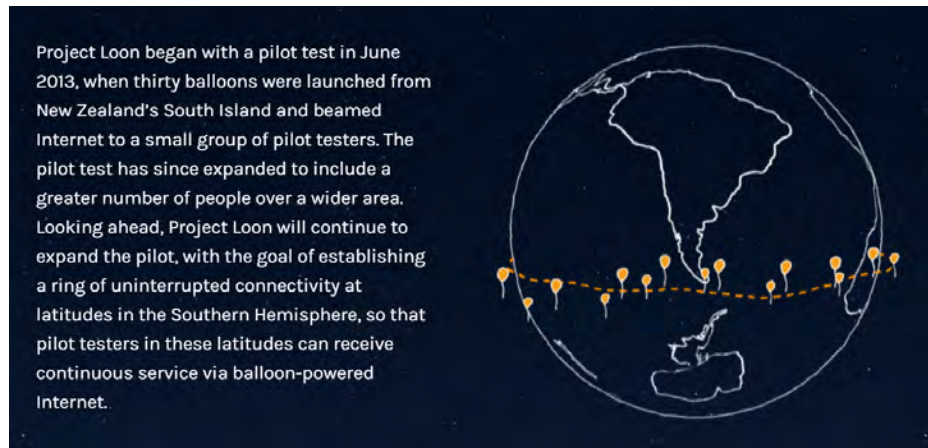 Project Loon began with a pilot test in June
2013, when thirty balloons were launched from
New Zealand's South Island and beamed
Internet to a small group of pilot testers. The
pilot test has since expanded to include a
greater number of people over a wider area.
Looking ahead, Project Loon will continue to
expand the pilot, with the goal of establishing
a ring of uninterrupted connectivity at
latitudes in the Southern Hemisphere, so that
pilot testers in these latitudes can receive
continuous service via balloon-powered
Internet.